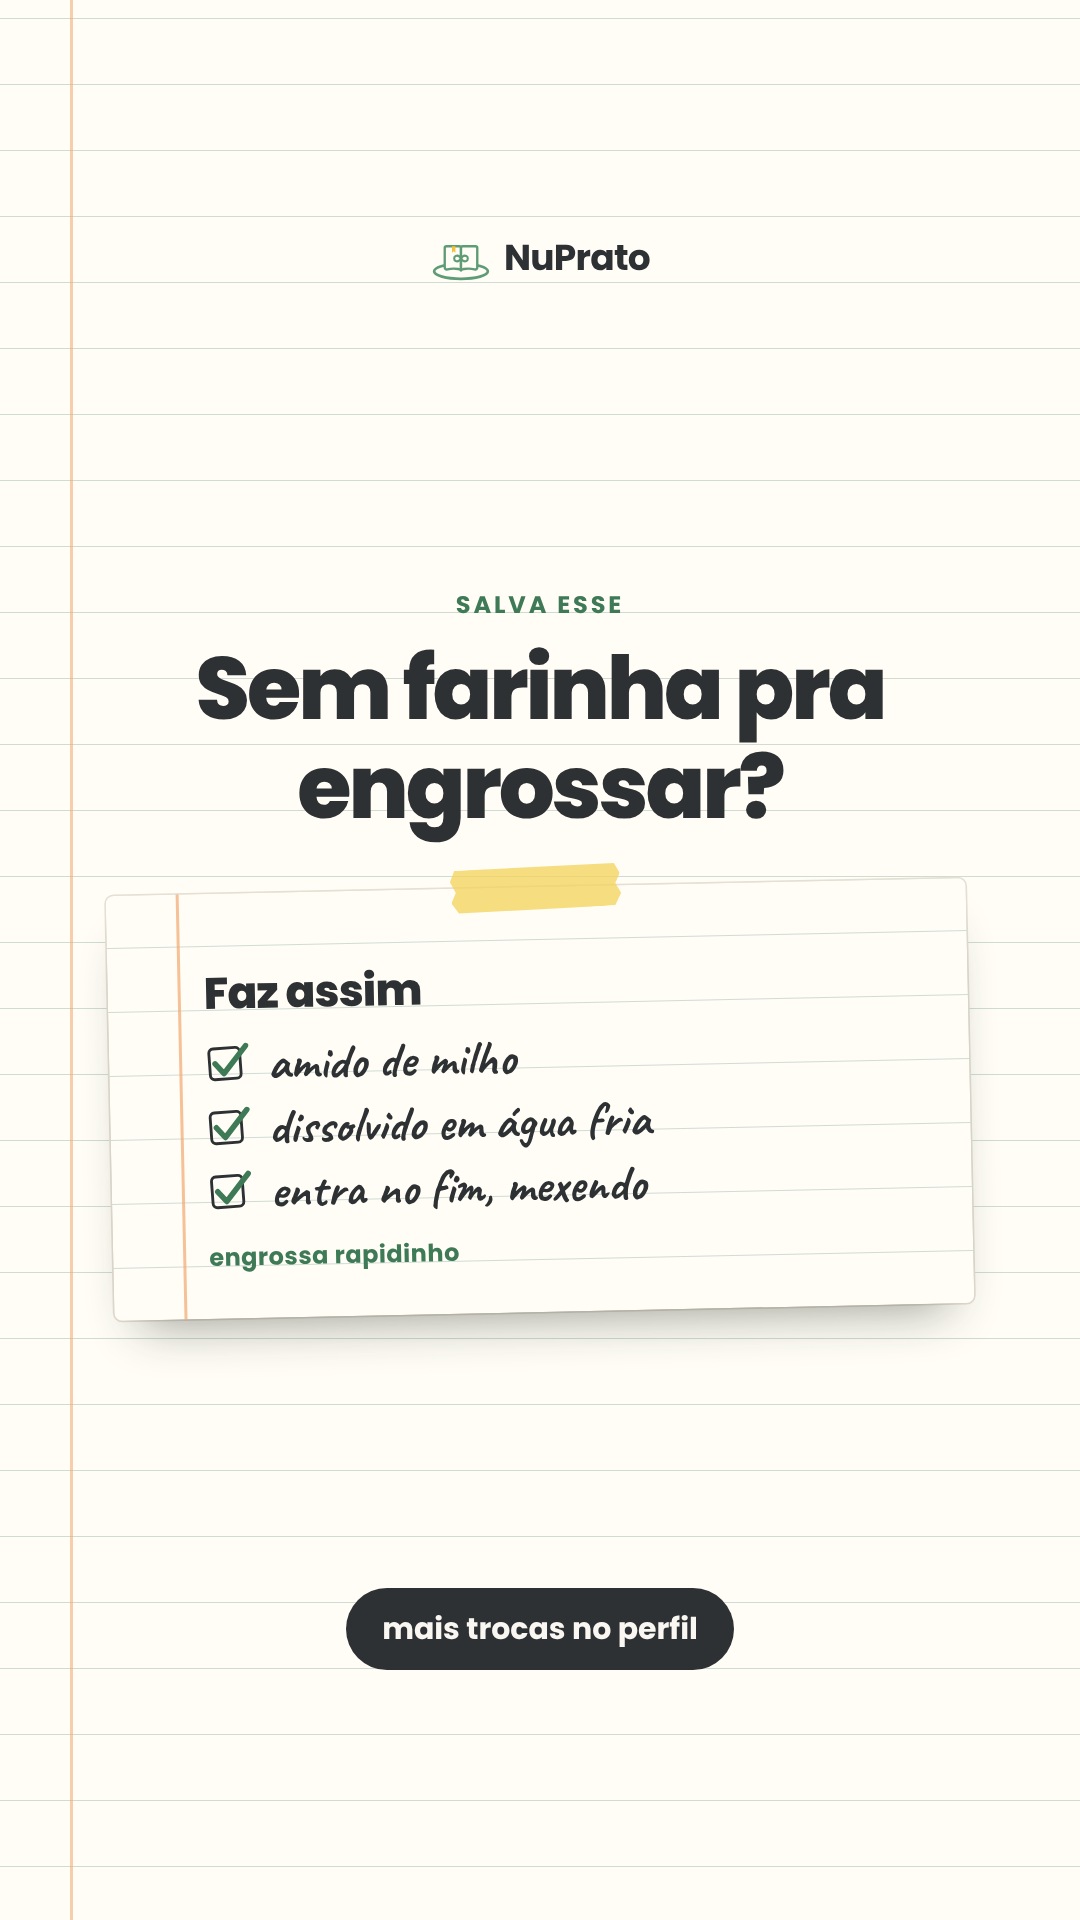 NuPrato
SALVA ESSE
Sem farinha pra
engrossar?
Faz assim
amido de milho
dissolvido em água fria
entra no fim, mexendo
engrossa rapidinho
mais trocas no perfil